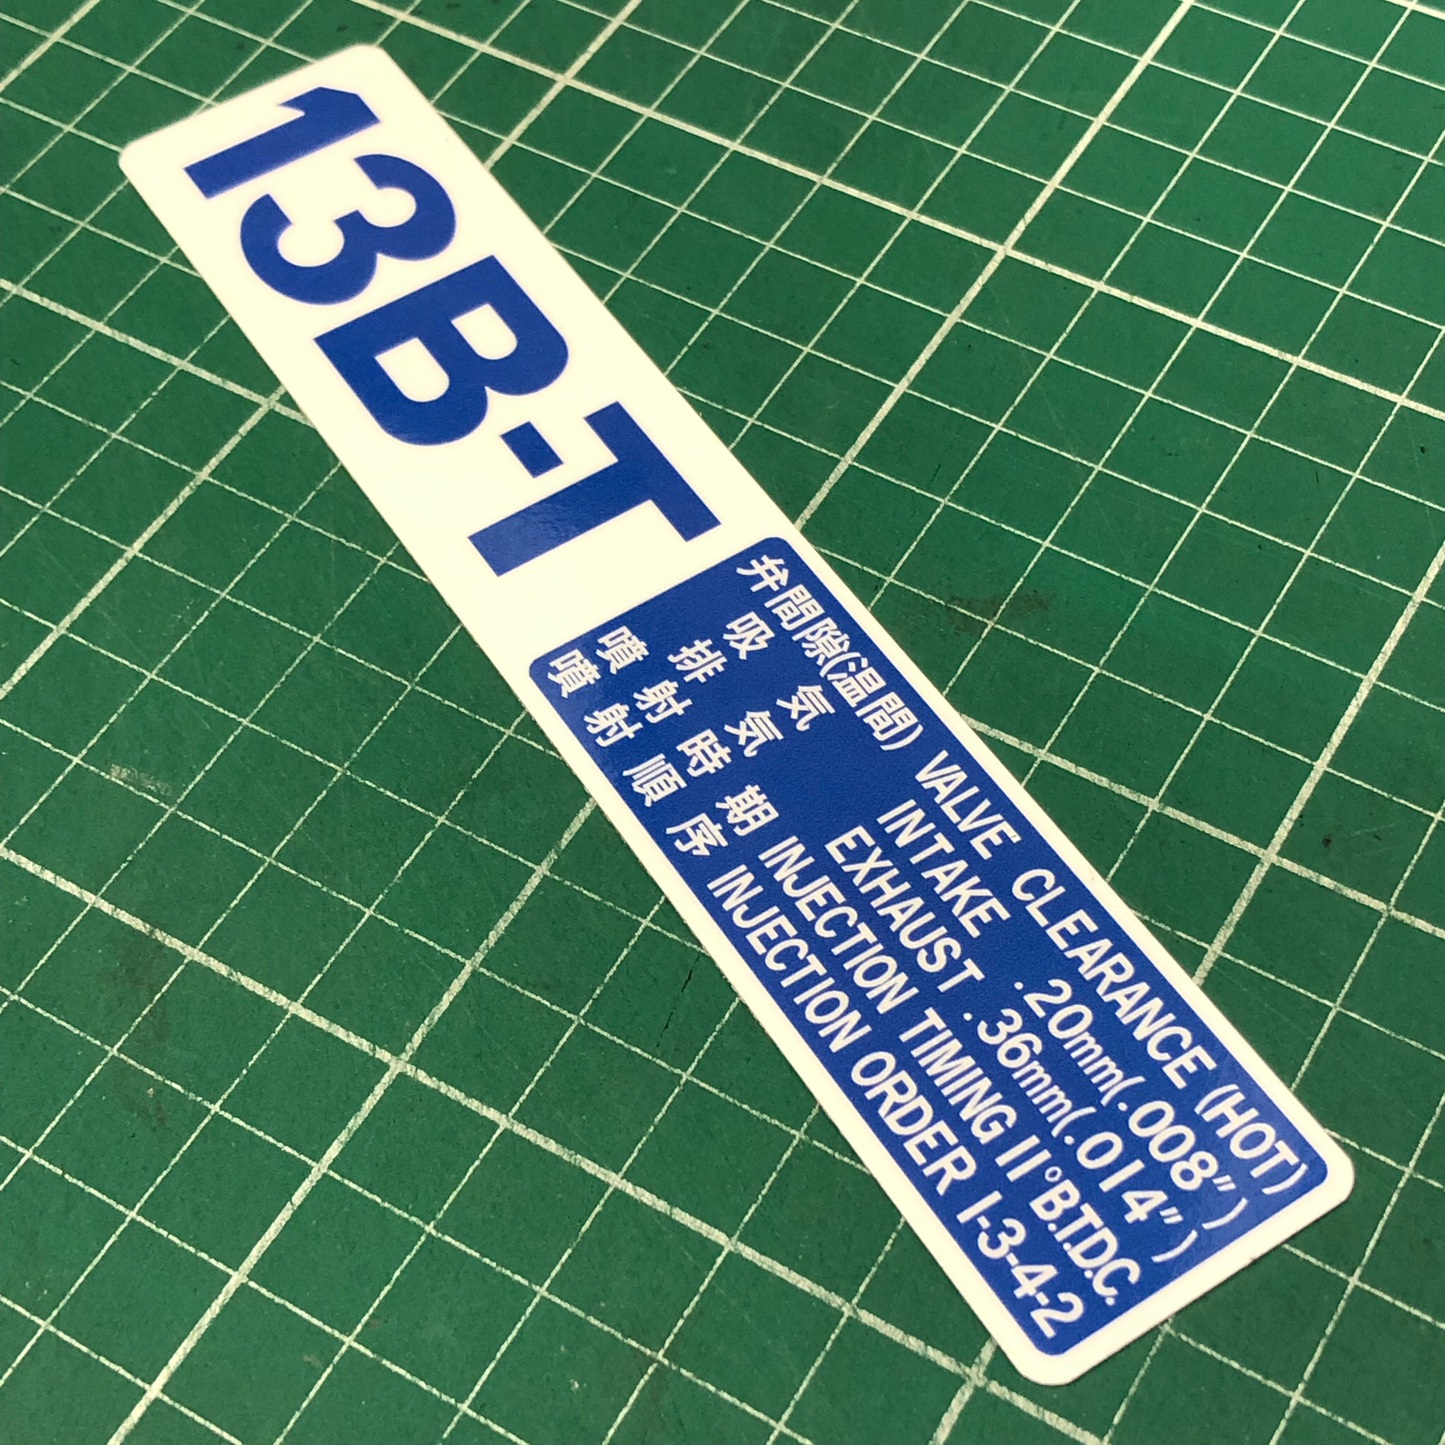 13B-T
弁間隙(温間) VALVE CLEARANCE (HOT)
吸気 INTAKE .20mm(.008")
排気 EXHAUST .36mm(.014")
噴射時期 INJECTION TIMING 11°B.T.D.C.
噴射順序 INJECTION ORDER 1-3-4-2